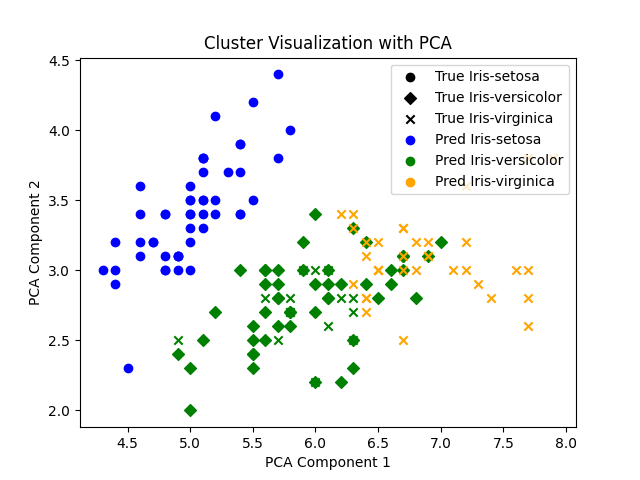 Cluster Visualization with PCA
4.5
4.0
3.5
3.0
2.5
2.0
PCA Component 2
True Iris-setosa
True Iris-versicolor
True Iris-virginica
Pred Iris-setosa
Pred Iris-versicolor
Pred Iris-virginica
4.5 5.0 5.5 6.0 6.5 7.0 7.5 8.0
PCA Component 1